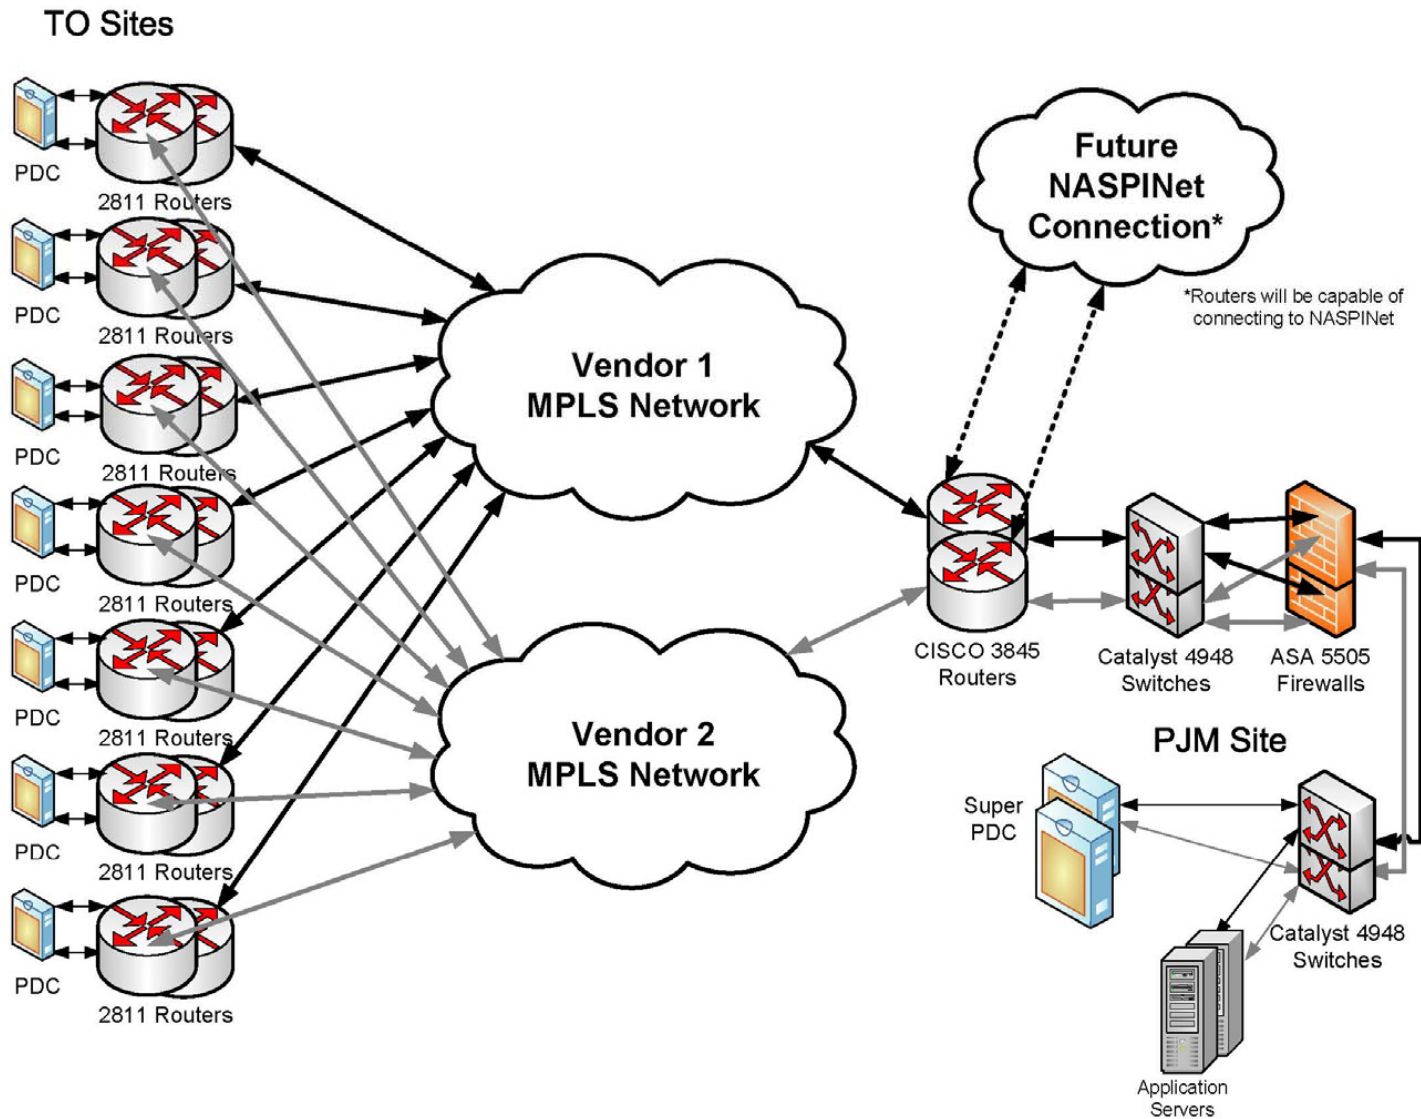 TO Sites
PDC
2811 Routers
PDC
2811 Routers
PDC
2811 Routers
PDC
2811 Routers
PDC
2811 Routers
PDC
2811 Routers
PDC
2811 Routers
Vendor 1
MPLS Network
Vendor 2
MPLS Network
Future
NASPINet
Connection*
*Routers will be capable of
connecting to NASPINet
CISCO 3845
Routers
Catalyst 4948
Switches
ASA 5505
Firewalls
PJM Site
Super
PDC
Catalyst 4948
Switches
Application
Servers